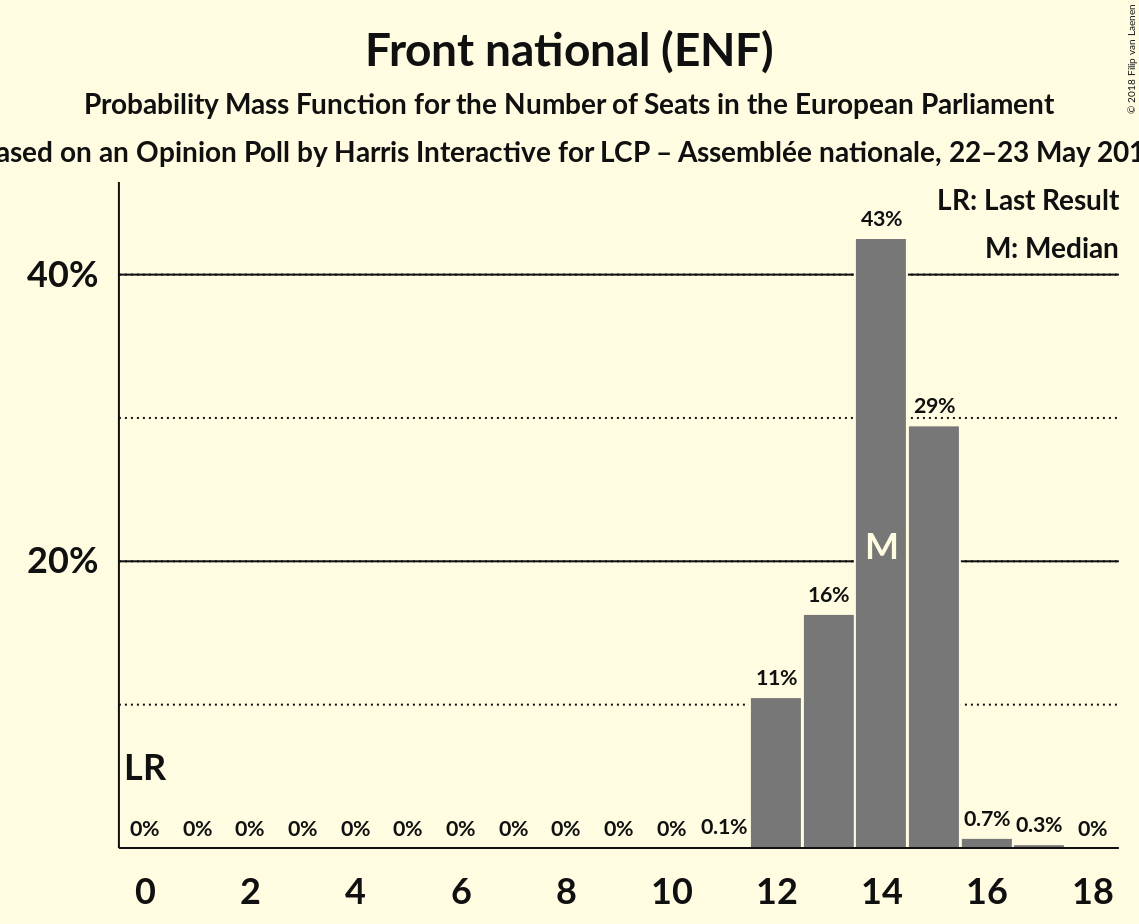 Front national (ENF)
Probability Mass Function for the Number of Seats in the European Parliament
ased on an Opinion Poll by Harris Interactive for LCP – Assemblée nationale, 22–23 May 201
© 2018 Filip van Laenen
LR: Last Result
M: Median
43%
40%
29%
M
20%
16%
11%
LR
0% 0% 0% 0% 0% 0% 0% 0% 0% 0% 0% 0.1% 0.7% 0.3% 0%
0 2 4 6 8 10 12 14 16 18